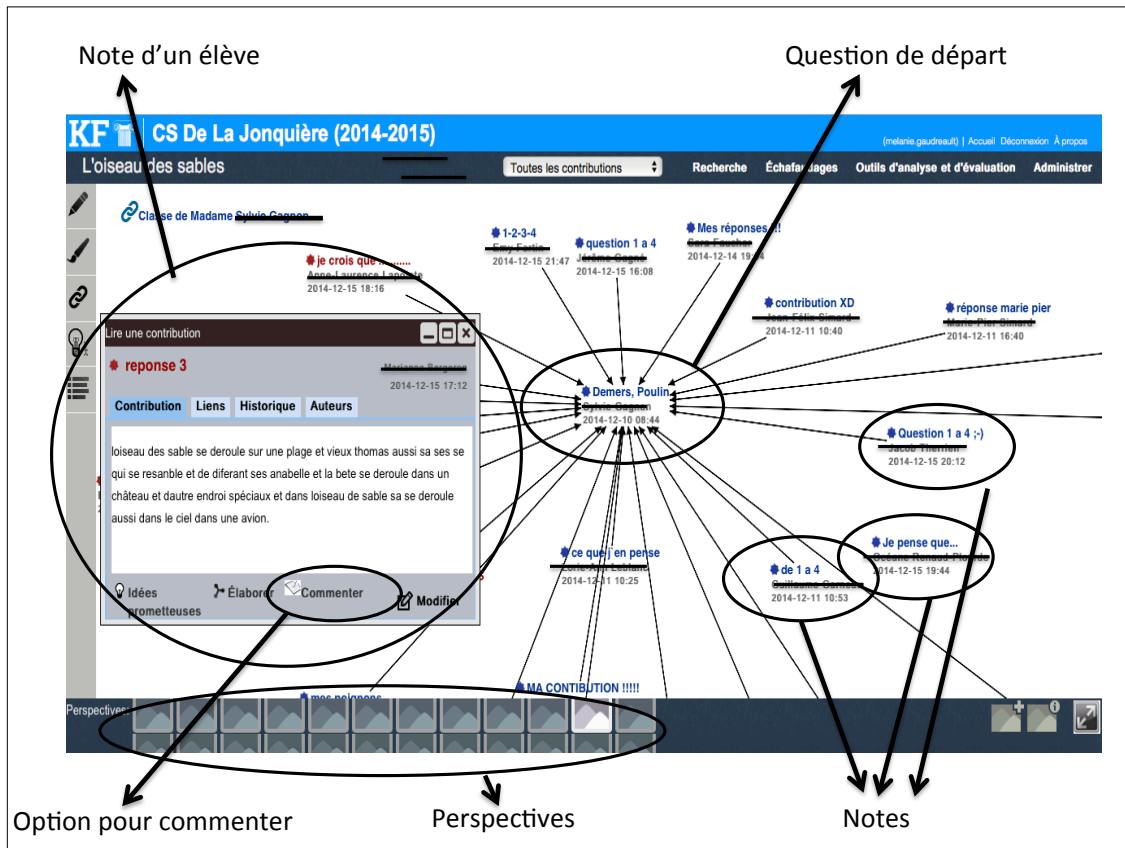 Note d'un élève
Question de départ
KF CS De La Jonquière (2014-2015)
(melanie.gaudreault) | Accueil Déconnexion À propos
L'oiseau des sables
Toutes les contributions
Recherche Échafaudages Outils d'analyse et d'évaluation Administrer
Classe de Madame
1-2-3-4
2014-12-15 21:47
question 1 a 4
2014-12-15 16:08
Mes réponses !!!
2014-12-14
je crois que ..........
2014-12-15 18:16
contribution XD
2014-12-11 10:40
réponse marie pier
2014-12-11 16:40
Lire une contribution
reponse 3
2014-12-15 17:12
Contribution Liens Historique Auteurs
loiseau des sable se deroule sur une plage et vieux thomas aussi sa ses se
qui se resanble et de diferant ses anabelle et la bete se deroule dans un
château et dautre endroi spéciaux et dans loiseau de sable sa se deroule
aussi dans le ciel dans une avion.
Idées prometteuses
Élaborer
Commenter
Modifier
Demers, Poulin
2014-12-10 08:44
Question 1 a 4 ;-)
2014-12-15 20:12
Je pense que...
2014-12-15 19:44
ce que j`en pense
2014-12-11 10:25
de 1 a 4
2014-12-11 10:53
MA CONTIBUTION !!!!!
mes poignons
Perspectives:
Option pour commenter
Perspectives
Notes